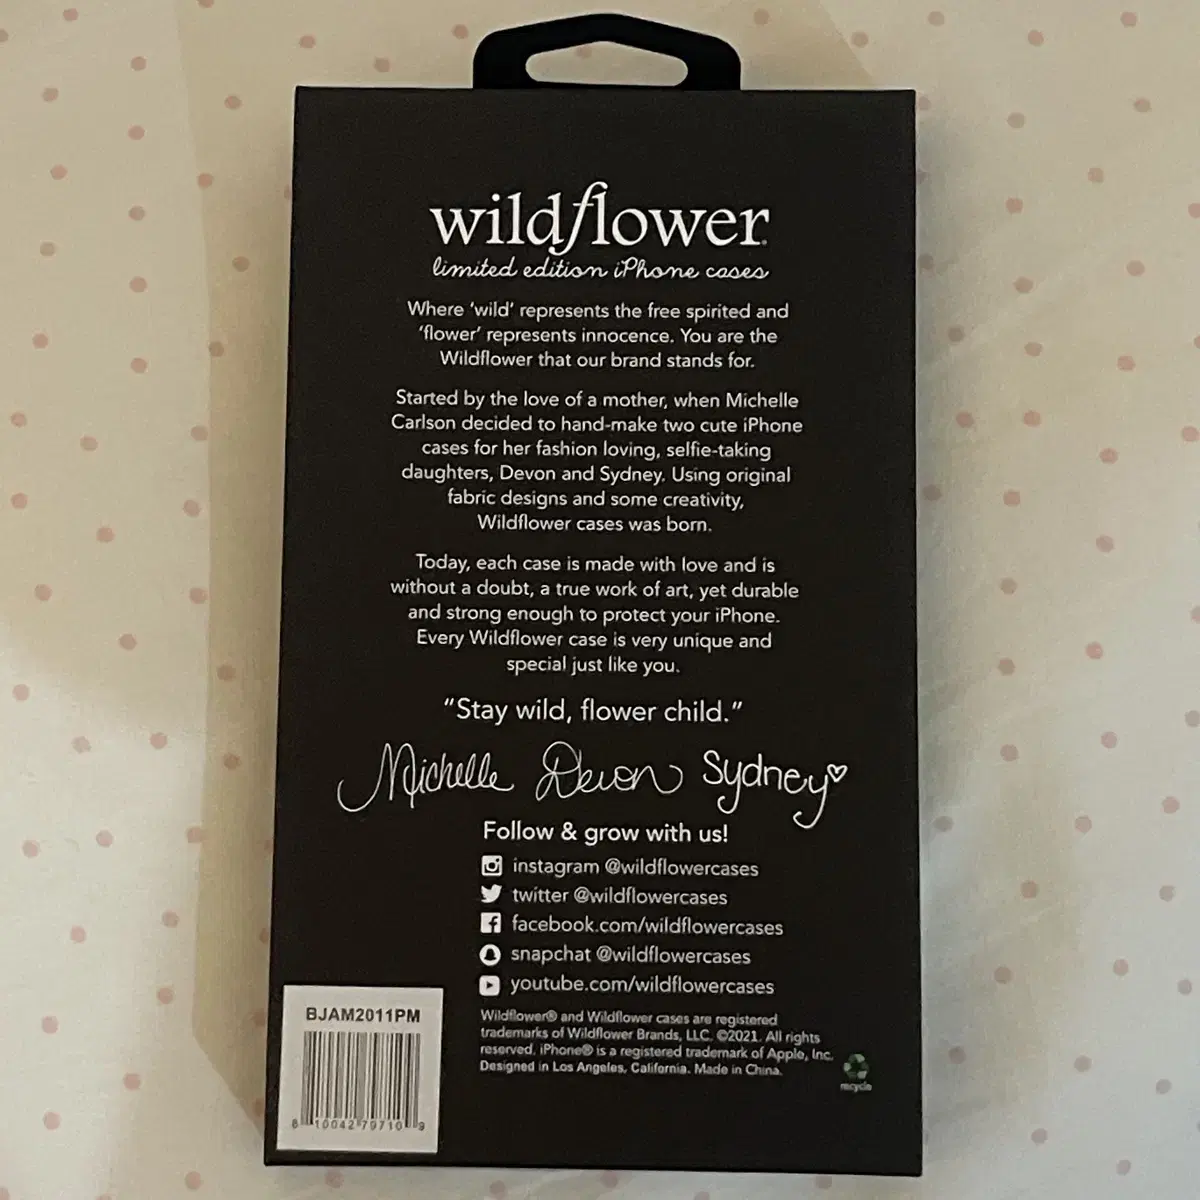 wildflower
limited edition iPhone cases
Where ‘wild’ represents the free spirited and
‘flower’ represents innocence. You are the
Wildflower that our brand stands for.
Started by the love of a mother, when Michelle
Carlson decided to hand-make two cute iPhone
cases for her fashion loving, selfie-taking
daughters, Devon and Sydney. Using original
fabric designs and some creativity,
Wildflower cases was born.
Today, each case is made with love and is
without a doubt, a true work of art, yet durable
and strong enough to protect your iPhone.
Every Wildflower case is very unique and
special just like you.
“Stay wild, flower child.”
Michelle Devon Sydney
Follow & grow with us!
instagram @wildflowercases
twitter @wildflowercases
facebook.com/wildflowercases
snapchat @wildflowercases
youtube.com/wildflowercases
Wildflower® and Wildflower cases are registered
trademarks of Wildflower Brands, LLC. ©2021. All rights
reserved. iPhone® is a registered trademark of Apple, Inc.
Designed in Los Angeles, California. Made in China.
recycle
BJAM2011PM
8 10042 79710 9